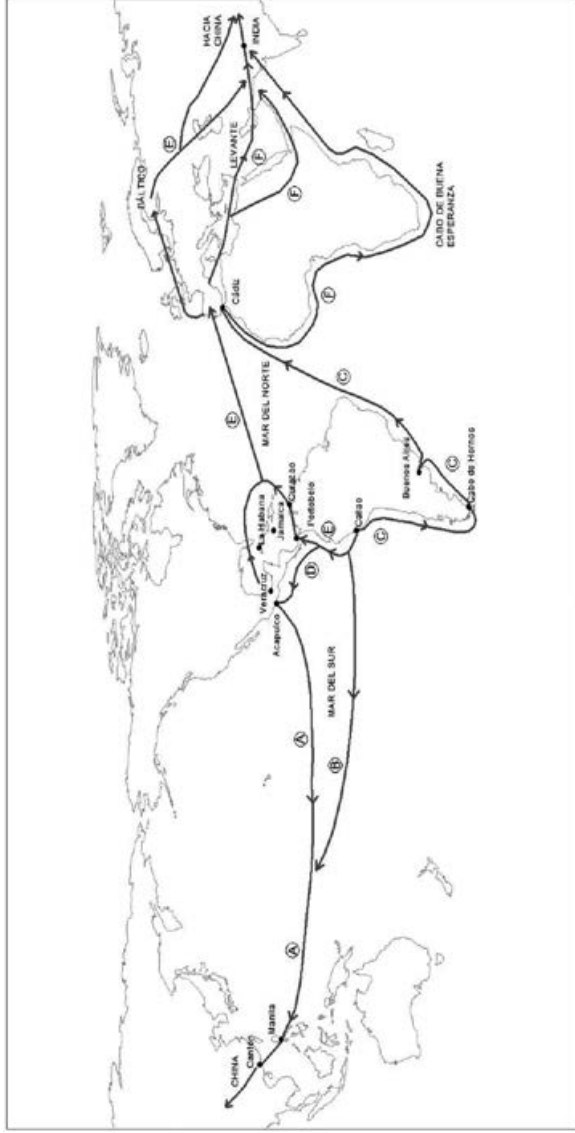 CHINA
Cantón
Manila
A
A
B
MAR DEL SUR
Acapulco
Veracruz
La Habana
Jamaica
Curazao
Portobelo
D
E
Callao
C
Buenos Aires
C
Cabo de Hornos
C
E
MAR DEL NORTE
Cádiz
F
CABO DE BUENA
ESPERANZA
F
F
BÁLTICO
LEVANTE
HACIA
CHINA
INDIA